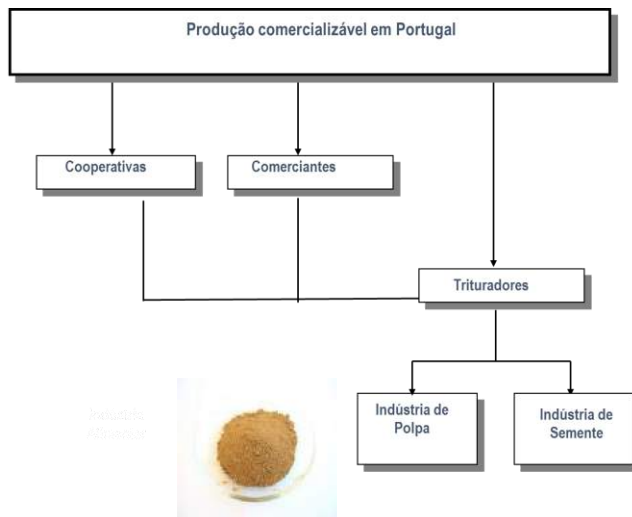 Produção comercializável em Portugal
Cooperativas
Comerciantes
Trituradores
Indústria de
Polpa
Indústria de
Semente